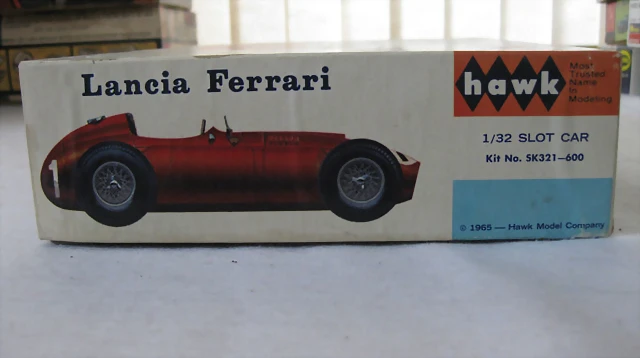 Lancia Ferrari
1
hawk
Most
Trusted
Name
In
Modeling
1/32 SLOT CAR
Kit No. SK321-600
© 1965 — Hawk Model Company